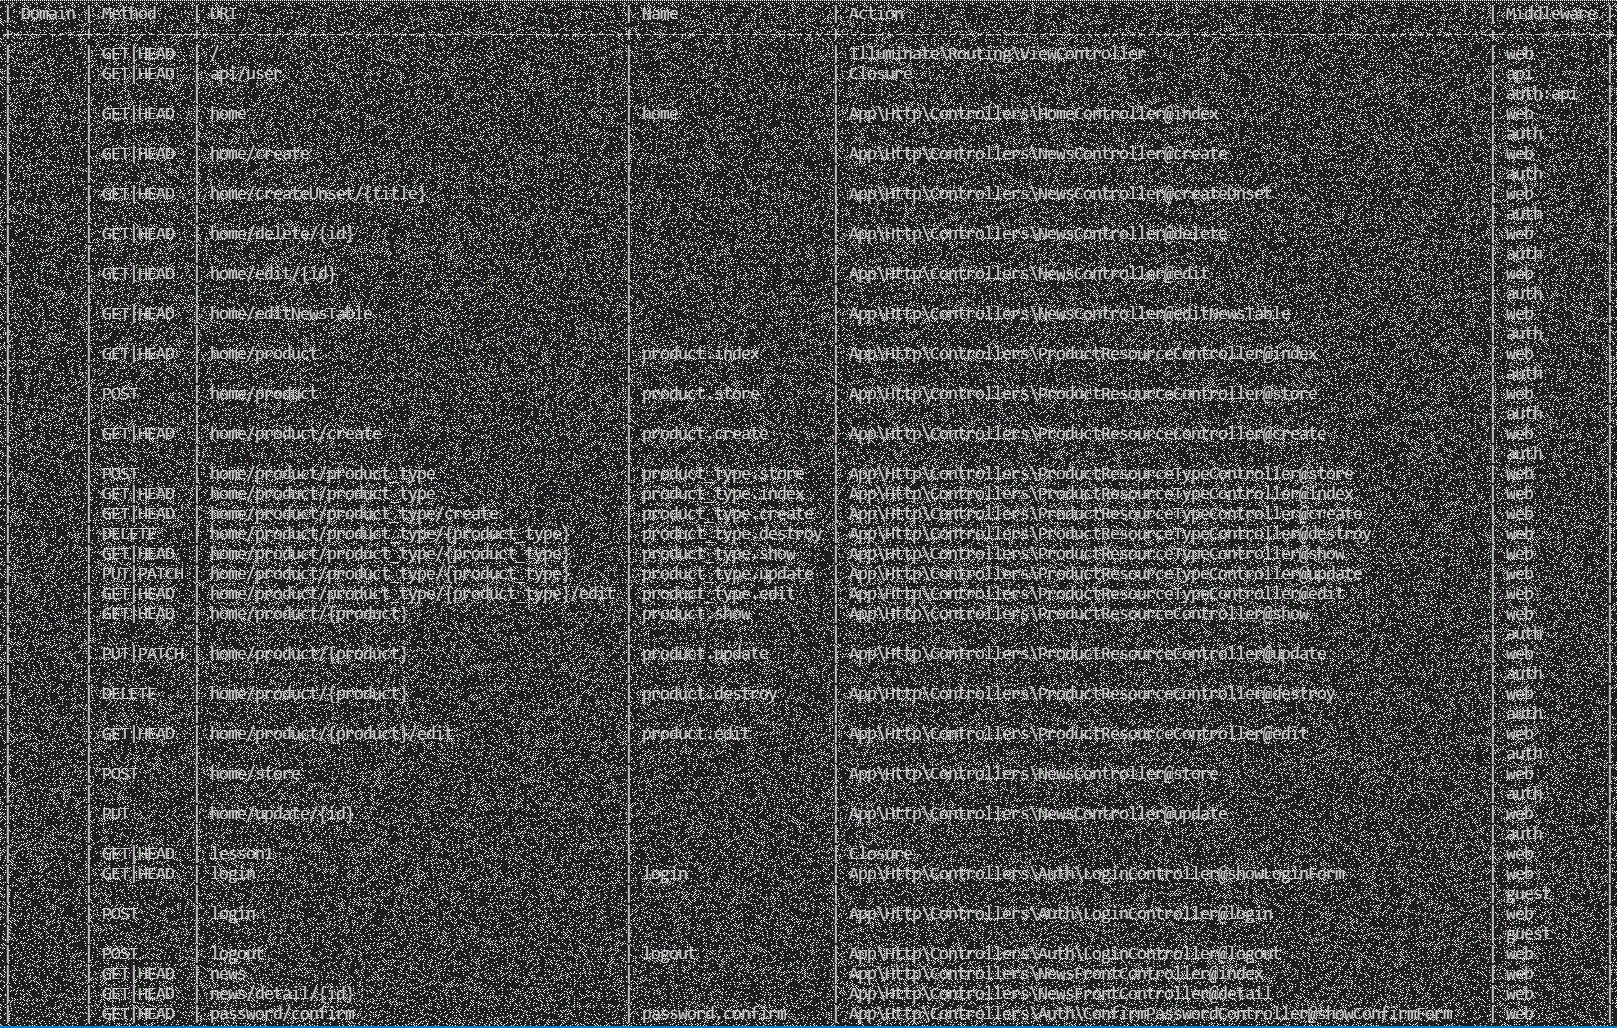 | Domain | Method | URI | Name | Action | Middleware |
| | GET|HEAD | / | | Illuminate\Routing\ViewController | web |
| | GET|HEAD | api/user | | Closure | api |
| | | | | | auth:api |
| | GET|HEAD | home | home | App\Http\Controllers\HomeController@index | web |
| | | | | | auth |
| | GET|HEAD | home/create | | App\Http\Controllers\NewsController@create | web |
| | | | | | auth |
| | GET|HEAD | home/createUnset/{title} | | App\Http\Controllers\NewsController@createUnset | web |
| | | | | | auth |
| | GET|HEAD | home/delete/{id} | | App\Http\Controllers\NewsController@delete | web |
| | | | | | auth |
| | GET|HEAD | home/edit/{id} | | App\Http\Controllers\NewsController@edit | web |
| | | | | | auth |
| | GET|HEAD | home/editNewsTable | | App\Http\Controllers\NewsController@editNewsTable | web |
| | | | | | auth |
| | GET|HEAD | home/product | product.index | App\Http\Controllers\ProductResourceController@index | web |
| | | | | | auth |
| | POST | home/product | product.store | App\Http\Controllers\ProductResourceController@store | web |
| | | | | | auth |
| | GET|HEAD | home/product/create | product.create | App\Http\Controllers\ProductResourceController@create | web |
| | | | | | auth |
| | POST | home/product/product_type | product_type.store | App\Http\Controllers\ProductResourceTypeController@store | web |
| | GET|HEAD | home/product/product_type | product_type.index | App\Http\Controllers\ProductResourceTypeController@index | web |
| | GET|HEAD | home/product/product_type/create | product_type.create | App\Http\Controllers\ProductResourceTypeController@create | web |
| | DELETE | home/product/product_type/{product_type} | product_type.destroy | App\Http\Controllers\ProductResourceTypeController@destroy | web |
| | GET|HEAD | home/product/product_type/{product_type} | product_type.show | App\Http\Controllers\ProductResourceTypeController@show | web |
| | PUT|PATCH | home/product/product_type/{product_type} | product_type.update | App\Http\Controllers\ProductResourceTypeController@update | web |
| | GET|HEAD | home/product/product_type/{product_type}/edit | product_type.edit | App\Http\Controllers\ProductResourceTypeController@edit | web |
| | GET|HEAD | home/product/{product} | product.show | App\Http\Controllers\ProductResourceController@show | web |
| | | | | | auth |
| | PUT|PATCH | home/product/{product} | product.update | App\Http\Controllers\ProductResourceController@update | web |
| | | | | | auth |
| | DELETE | home/product/{product} | product.destroy | App\Http\Controllers\ProductResourceController@destroy | web |
| | | | | | auth |
| | GET|HEAD | home/product/{product}/edit | product.edit | App\Http\Controllers\ProductResourceController@edit | web |
| | | | | | auth |
| | POST | home/store | | App\Http\Controllers\NewsController@store | web |
| | | | | | auth |
| | PUT | home/update/{id} | | App\Http\Controllers\NewsController@update | web |
| | | | | | auth |
| | GET|HEAD | lesson1 | | Closure | web |
| | GET|HEAD | login | login | App\Http\Controllers\Auth\LoginController@showLoginForm | web |
| | | | | | guest |
| | POST | login | | App\Http\Controllers\Auth\LoginController@login | web |
| | | | | | guest |
| | POST | logout | logout | App\Http\Controllers\Auth\LoginController@logout | web |
| | GET|HEAD | news | | App\Http\Controllers\NewsFrontController@index | web |
| | GET|HEAD | news/detail/{id} | | App\Http\Controllers\NewsFrontController@detail | web |
| | GET|HEAD | password/confirm | password.confirm | App\Http\Controllers\Auth\ConfirmPasswordController@showConfirmForm | web |